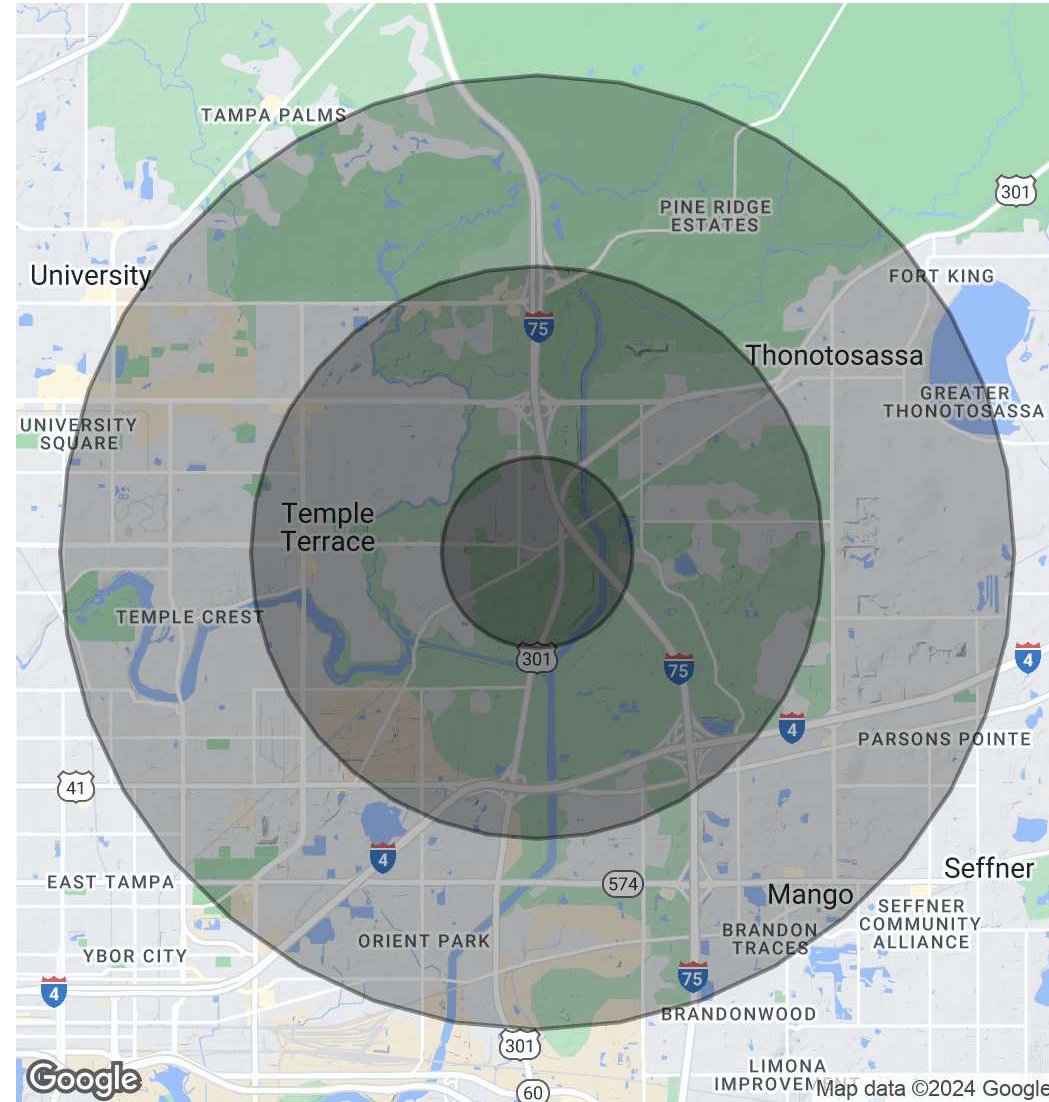 TAMPA PALMS
301
PINE RIDGE
ESTATES
University
FORT KING
75
Thonotosassa
GREATER
THONOTOSASSA
UNIVERSITY
SQUARE
Temple
Terrace
TEMPLE CREST
301
75
4
4
PARSONS POINTE
41
4
Seffner
574
EAST TAMPA
Mango
SEFFNER
COMMUNITY
ALLIANCE
BRANDON
TRACES
ORIENT PARK
YBOR CITY
75
4
BRANDONWOOD
301
LIMONA
60
Google
Map data ©2024 Google